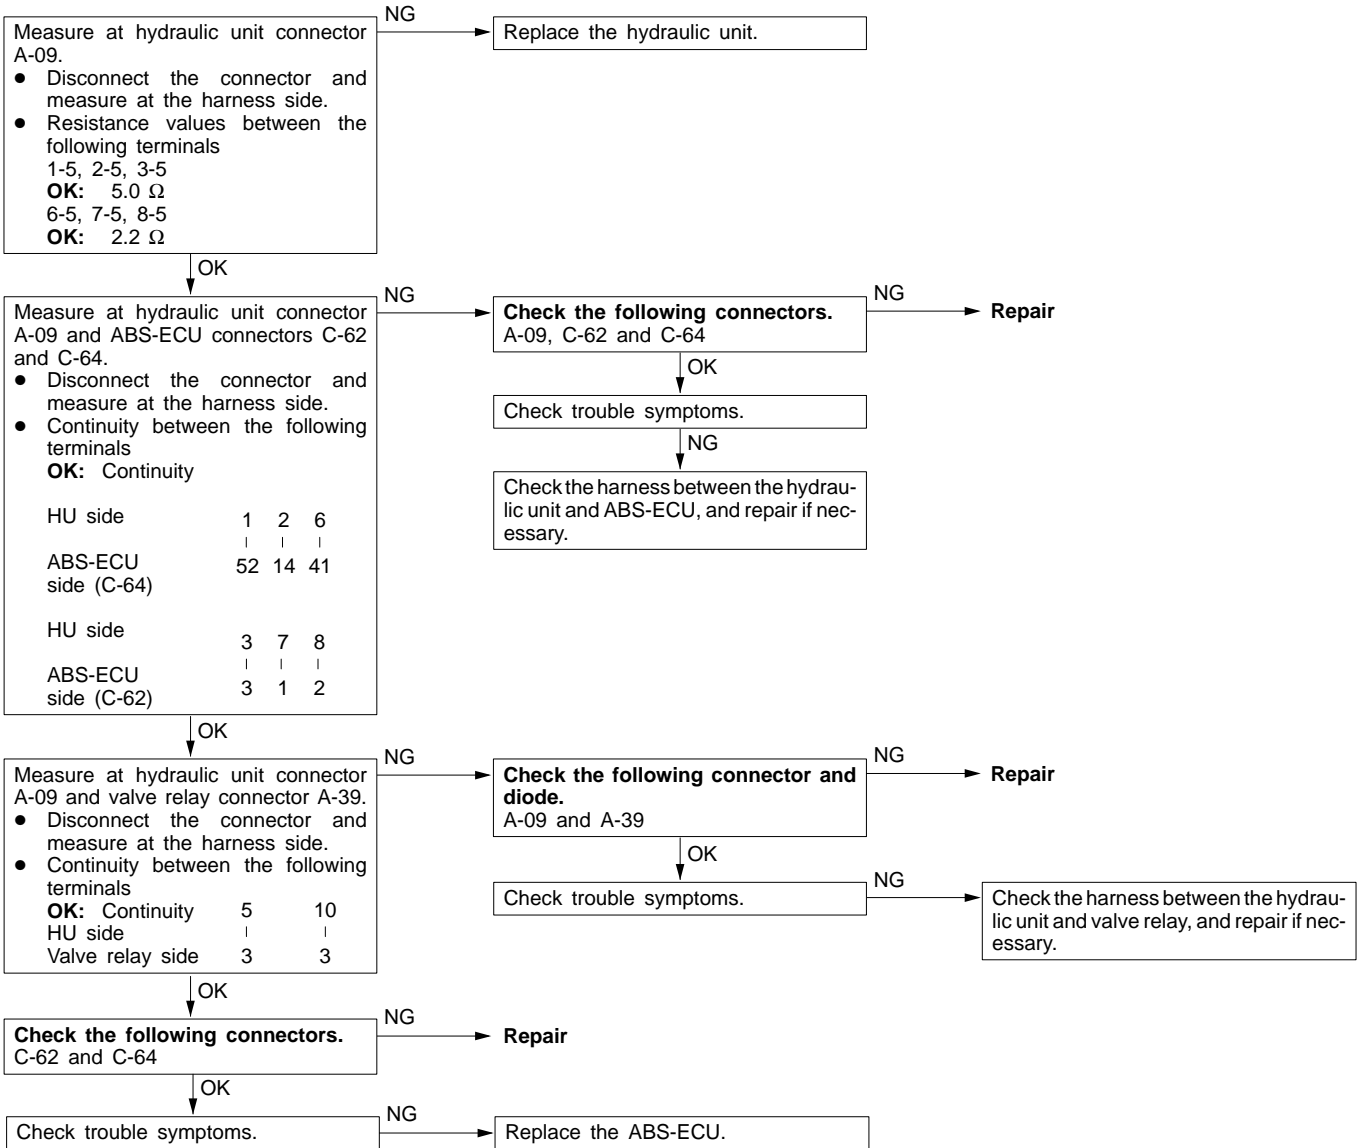 Measure at hydraulic unit connector
A-09.
● Disconnect the connector and
measure at the harness side.
● Resistance values between the
following terminals
1-5, 2-5, 3-5
OK: 5.0 Ω
6-5, 7-5, 8-5
OK: 2.2 Ω
NG
Replace the hydraulic unit.
OK
Measure at hydraulic unit connector
A-09 and ABS-ECU connectors C-62
and C-64.
● Disconnect the connector and
measure at the harness side.
● Continuity between the following
terminals
OK: Continuity
HU side 1 2 6
ABS-ECU
side (C-64) 52 14 41
HU side 3 7 8
ABS-ECU
side (C-62) 3 1 2
NG
Check the following connectors.
A-09, C-62 and C-64
NG
Repair
OK
Check trouble symptoms.
NG
Check the harness between the hydrau-
lic unit and ABS-ECU, and repair if nec-
essary.
OK
Measure at hydraulic unit connector
A-09 and valve relay connector A-39.
● Disconnect the connector and
measure at the harness side.
● Continuity between the following
terminals
OK: Continuity 5 10
HU side
Valve relay side 3 3
NG
Check the following connector and
diode.
A-09 and A-39
NG
Repair
OK
Check trouble symptoms.
NG
Check the harness between the hydrau-
lic unit and valve relay, and repair if nec-
essary.
OK
Check the following connectors.
C-62 and C-64
NG
Repair
OK
Check trouble symptoms.
NG
Replace the ABS-ECU.